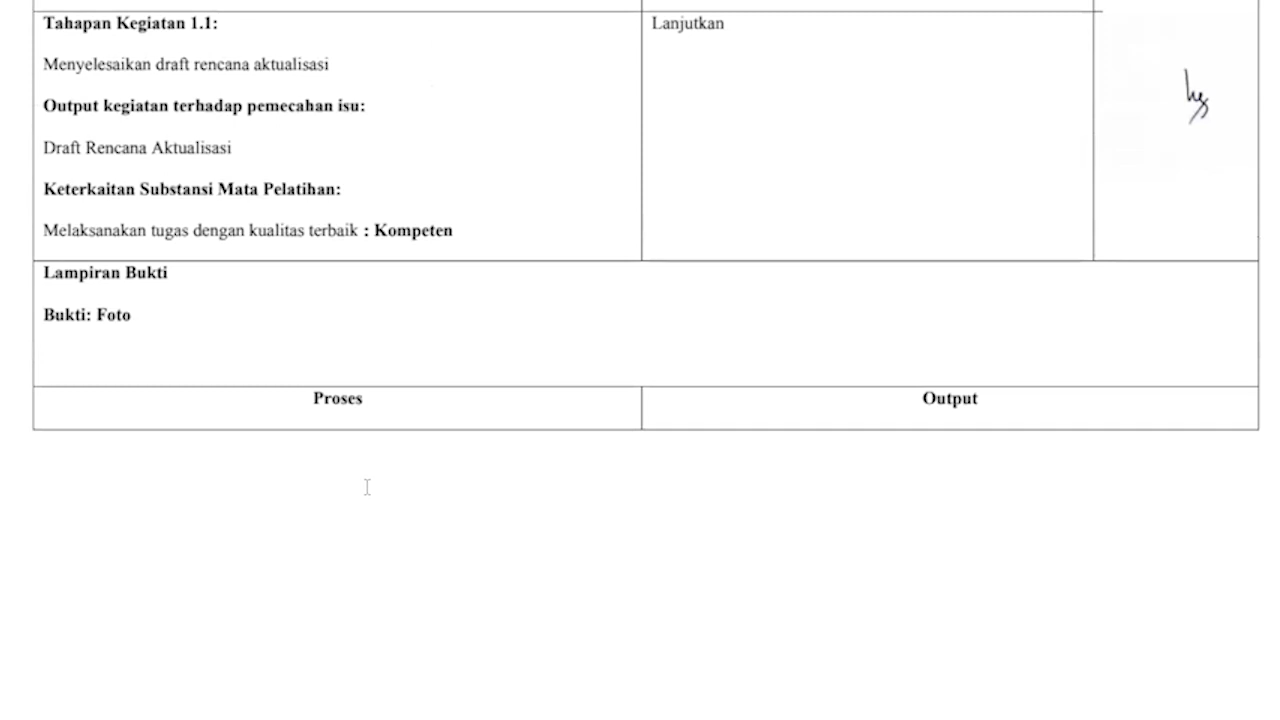 Tahapan Kegiatan 1.1:
Lanjutkan
Menyelesaikan draft rencana aktualisasi
Output kegiatan terhadap pemecahan isu:
Draft Rencana Aktualisasi
Keterkaitan Substansi Mata Pelatihan:
Melaksanakan tugas dengan kualitas terbaik : Kompeten
Lampiran Bukti
Bukti: Foto
Proses
Output